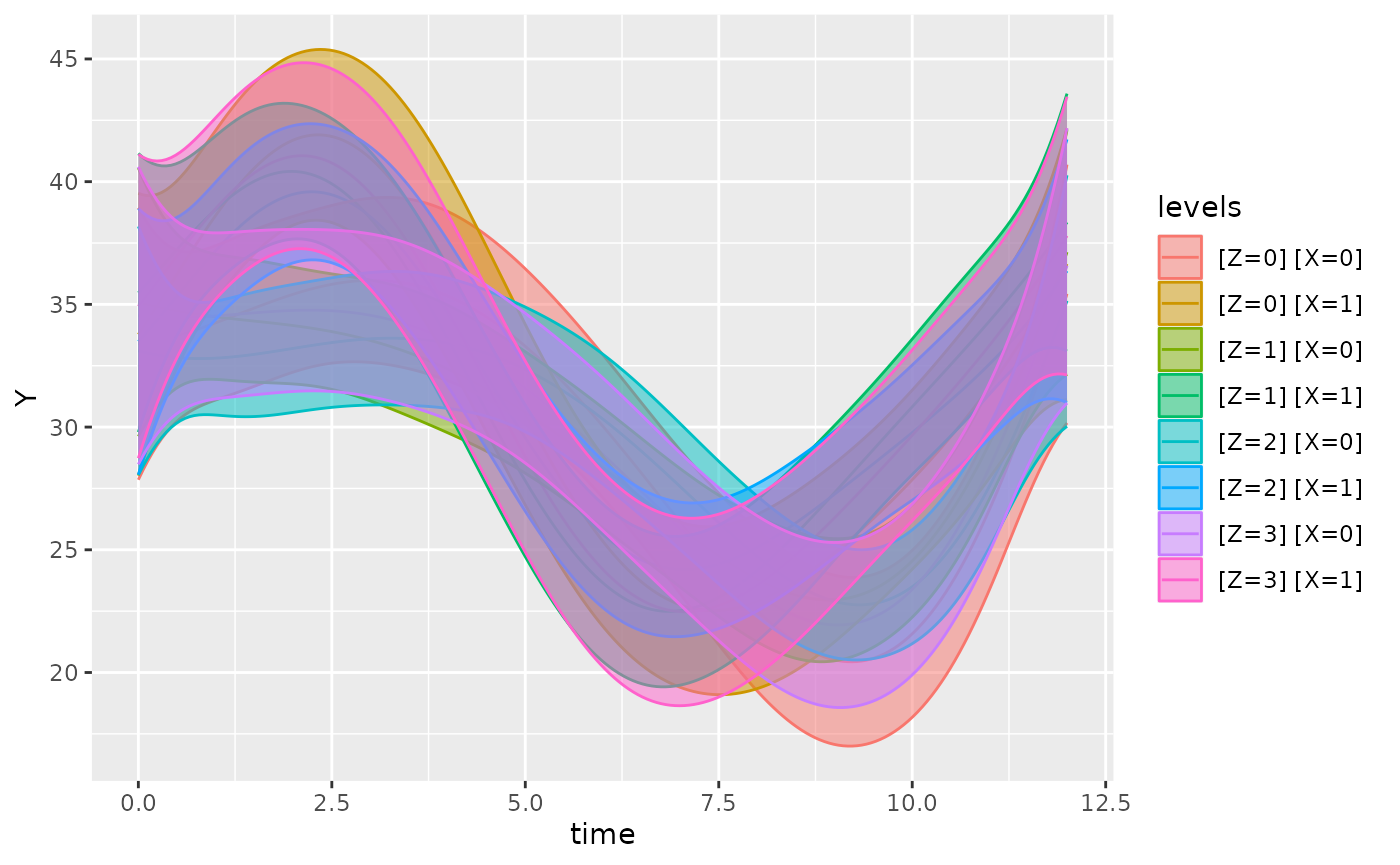 45
40
35
30
25
20
Y
0.0 2.5 5.0 7.5 10.0 12.5
time
levels
[Z=0] [X=0]
[Z=0] [X=1]
[Z=1] [X=0]
[Z=1] [X=1]
[Z=2] [X=0]
[Z=2] [X=1]
[Z=3] [X=0]
[Z=3] [X=1]